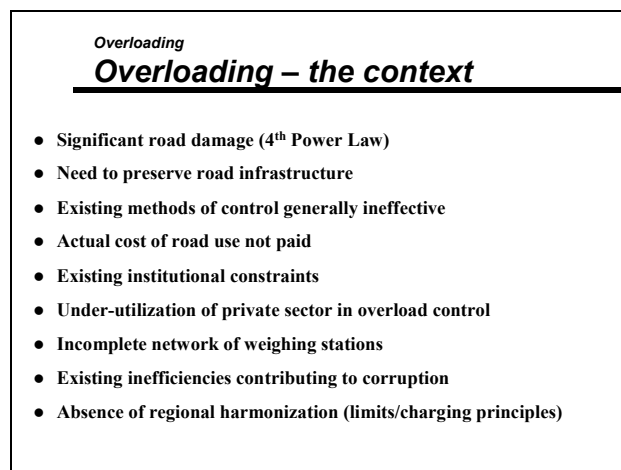 Overloading
Overloading – the context
● Significant road damage (4th Power Law)
● Need to preserve road infrastructure
● Existing methods of control generally ineffective
● Actual cost of road use not paid
● Existing institutional constraints
● Under-utilization of private sector in overload control
● Incomplete network of weighing stations
● Existing inefficiencies contributing to corruption
● Absence of regional harmonization (limits/charging principles)